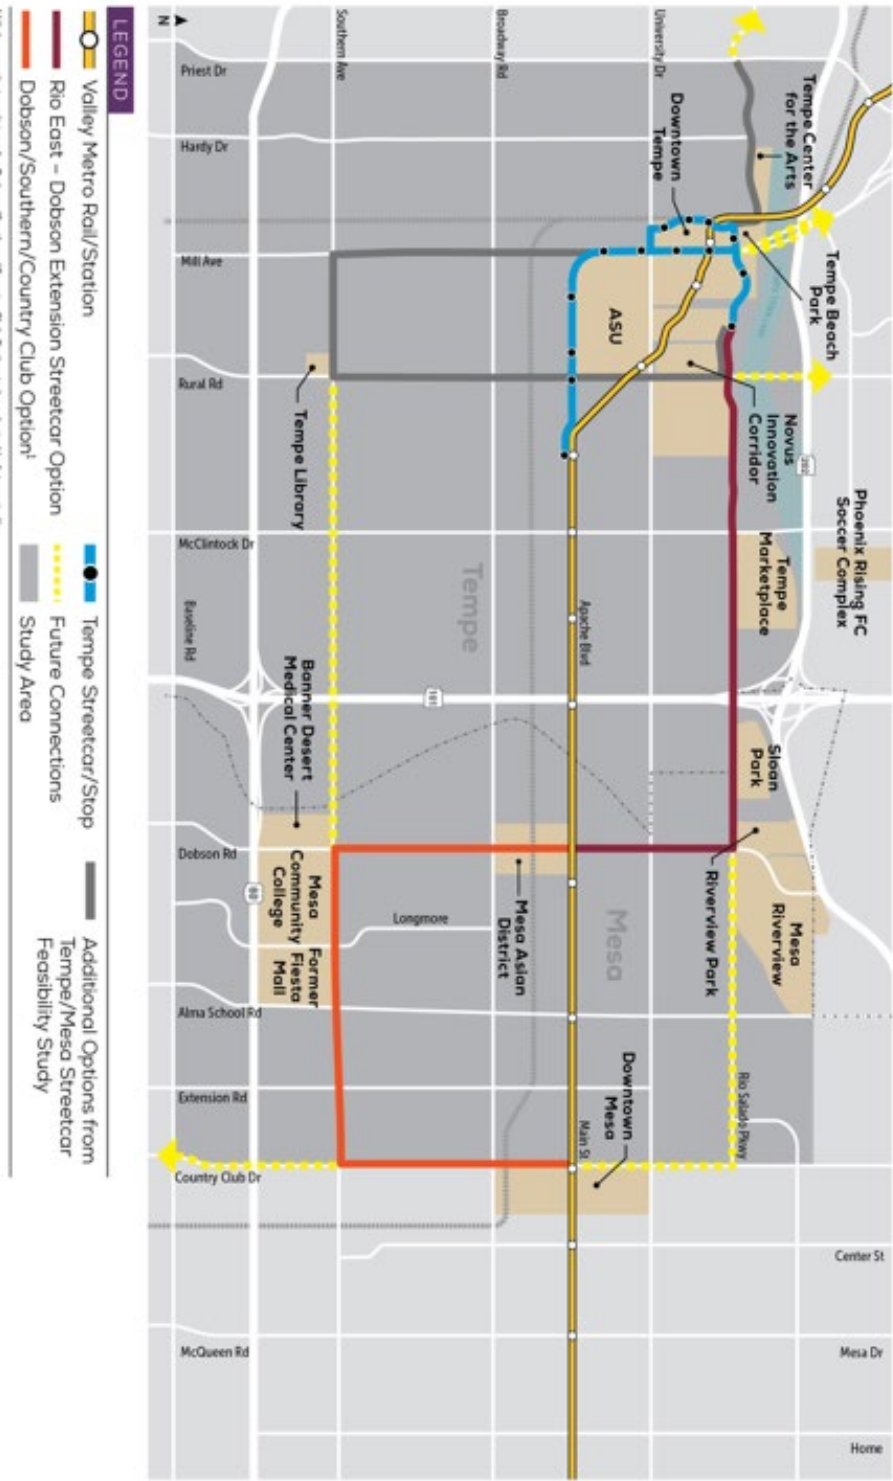 Tempe Center
for the Arts
Tempe Beach
Park
Downtown
Tempe
University Dr
Broadway Rd
Southern Ave
Priest Dr
Hardy Dr
Mill Ave
Rural Rd
McClintock Dr
Baseline Rd
ASU
Novus
Innovation
Corridor
202
Phoenix Rising FC
Soccer Complex
Tempe
Marketplace
Tempe Library
Tempe
Apache Blvd
101
Banner Desert
Medical Center
Sloan
Park
Riverview Park
Mesa
Riverview
Dobson Rd
60
Mesa
Community
College
Former
Fiesta
Mall
Longmore
Mesa Asian
District
Mesa
Alma School Rd
Extension Rd
Country Club Dr
Downtown
Mesa
Main St
Rio Salado Pkwy
Center St
Mesa Dr
McQueen Rd
Home
N
LEGEND
Valley Metro Rail/Station
Rio East – Dobson Extension Streetcar Option
Dobson/Southern/Country Club Option¹
Tempe Streetcar/Stop
Future Connections
Study Area
Additional Options from
Tempe/Mesa Streetcar
Feasibility Study